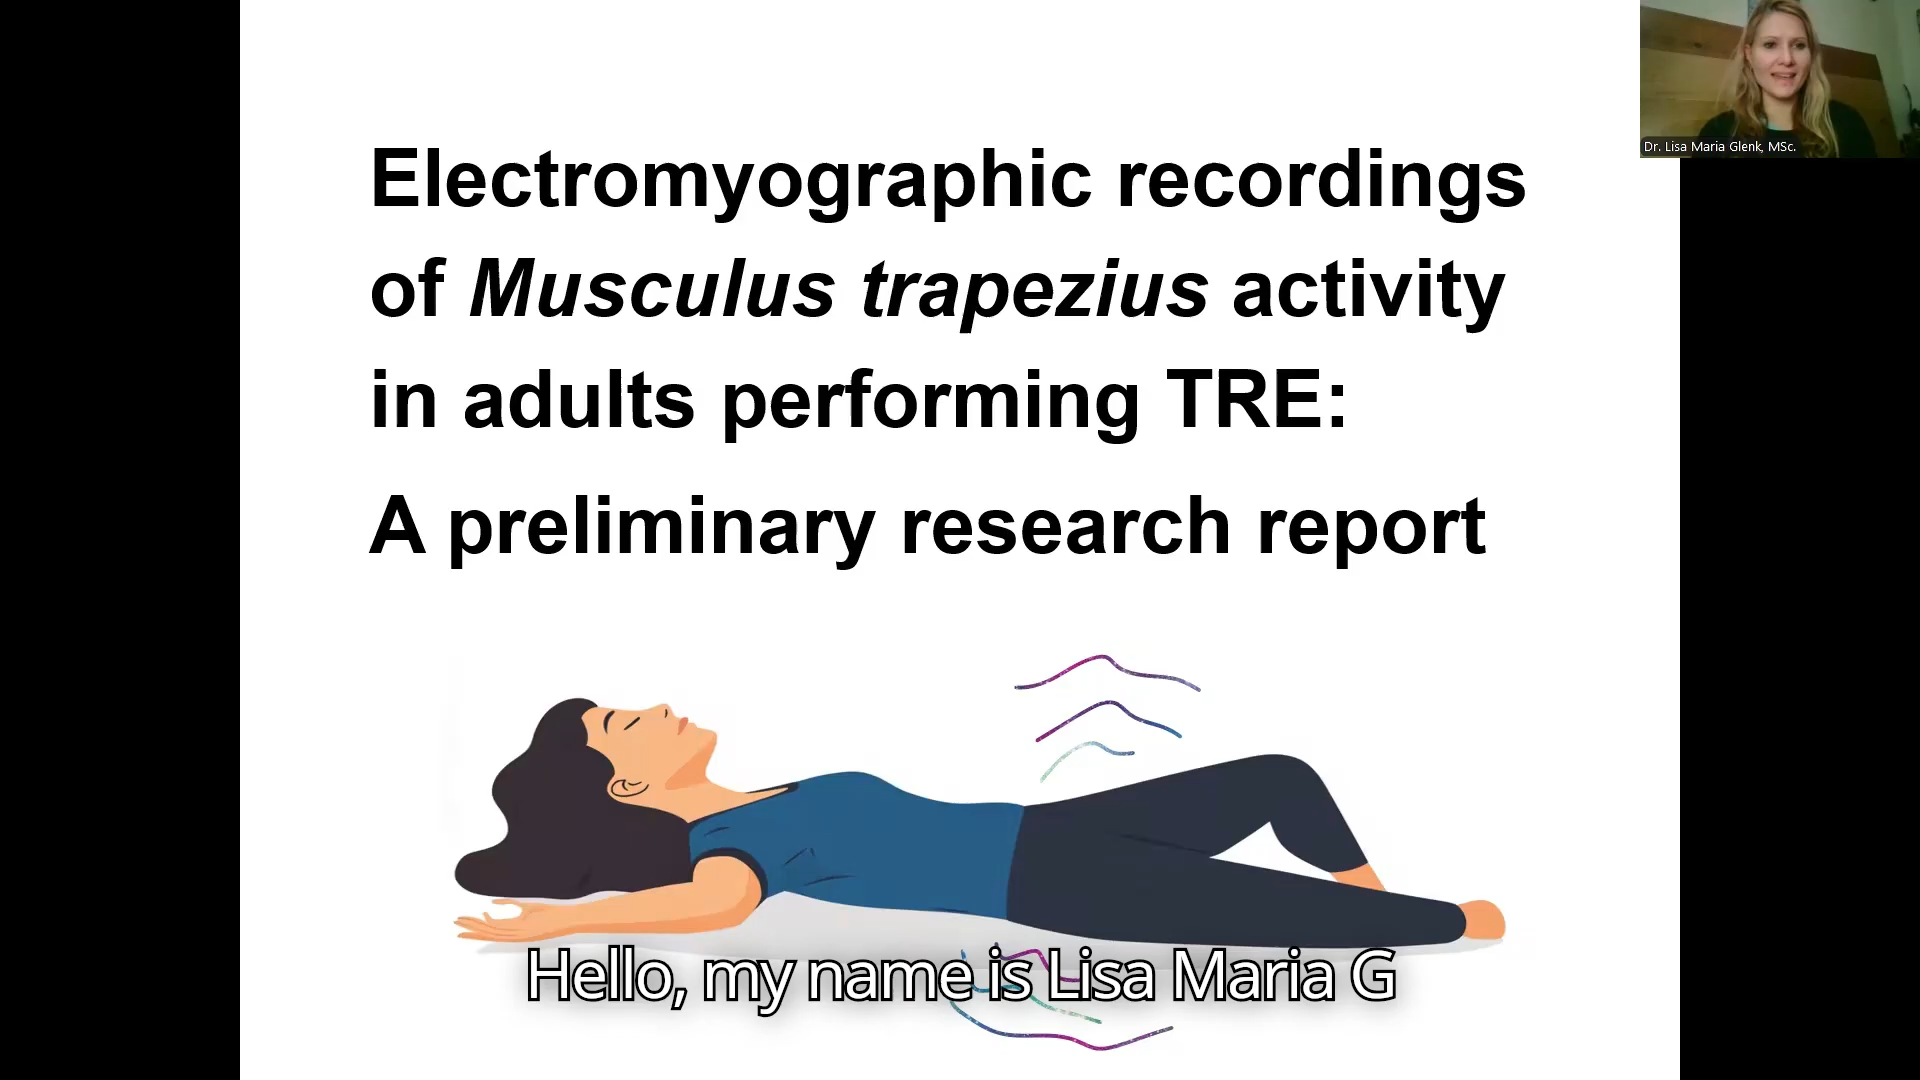 Electromyographic recordings
of Musculus trapezius activity
in adults performing TRE:
A preliminary research report
Dr. Lisa Maria Glenk, MSc.
Hello, my name is Lisa Maria G